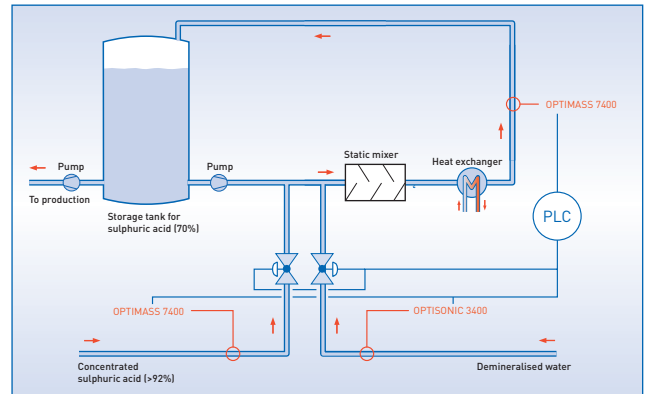 OPTIMASS 7400
Static mixer
Pump
Pump
Heat exchanger
To production
Storage tank for
sulphuric acid (70%)
PLC
OPTIMASS 7400
OPTISONIC 3400
Concentrated
sulphuric acid (>92%)
Demineralised water